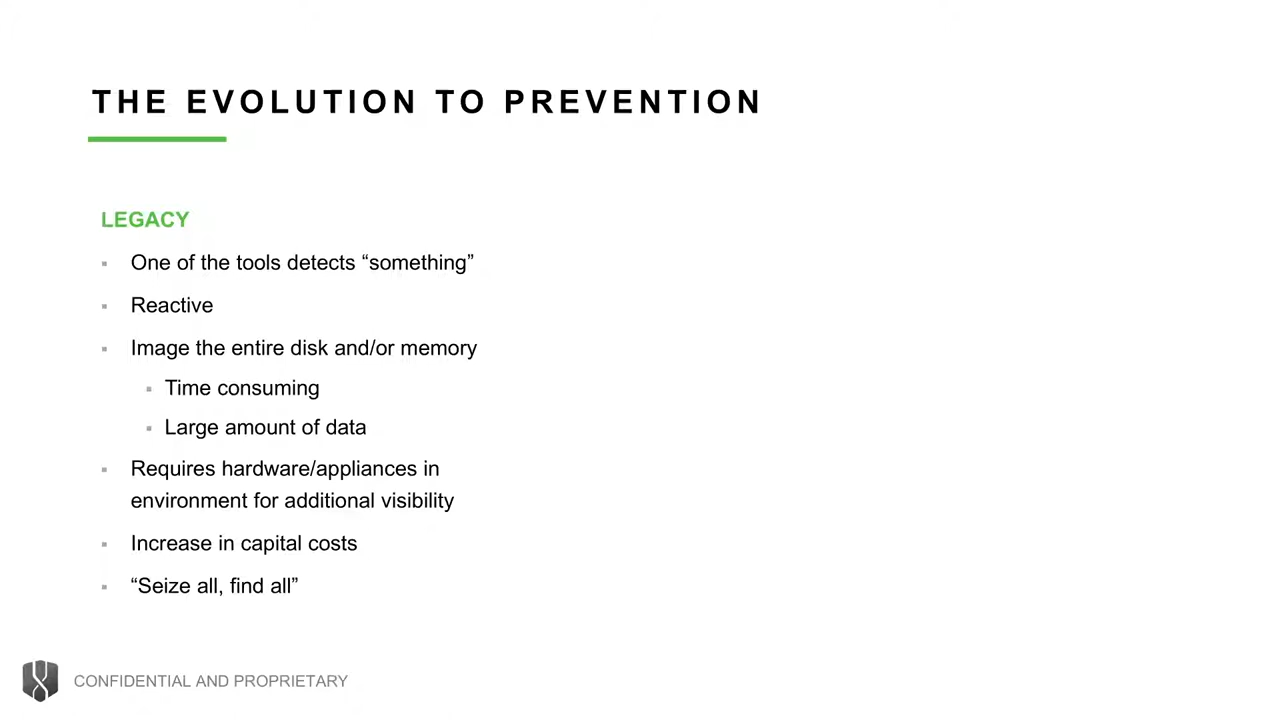 THE EVOLUTION TO PREVENTION
LEGACY
▪ One of the tools detects “something”
▪ Reactive
▪ Image the entire disk and/or memory
▪ Time consuming
▪ Large amount of data
▪ Requires hardware/appliances in
environment for additional visibility
▪ Increase in capital costs
▪ “Seize all, find all”
CONFIDENTIAL AND PROPRIETARY